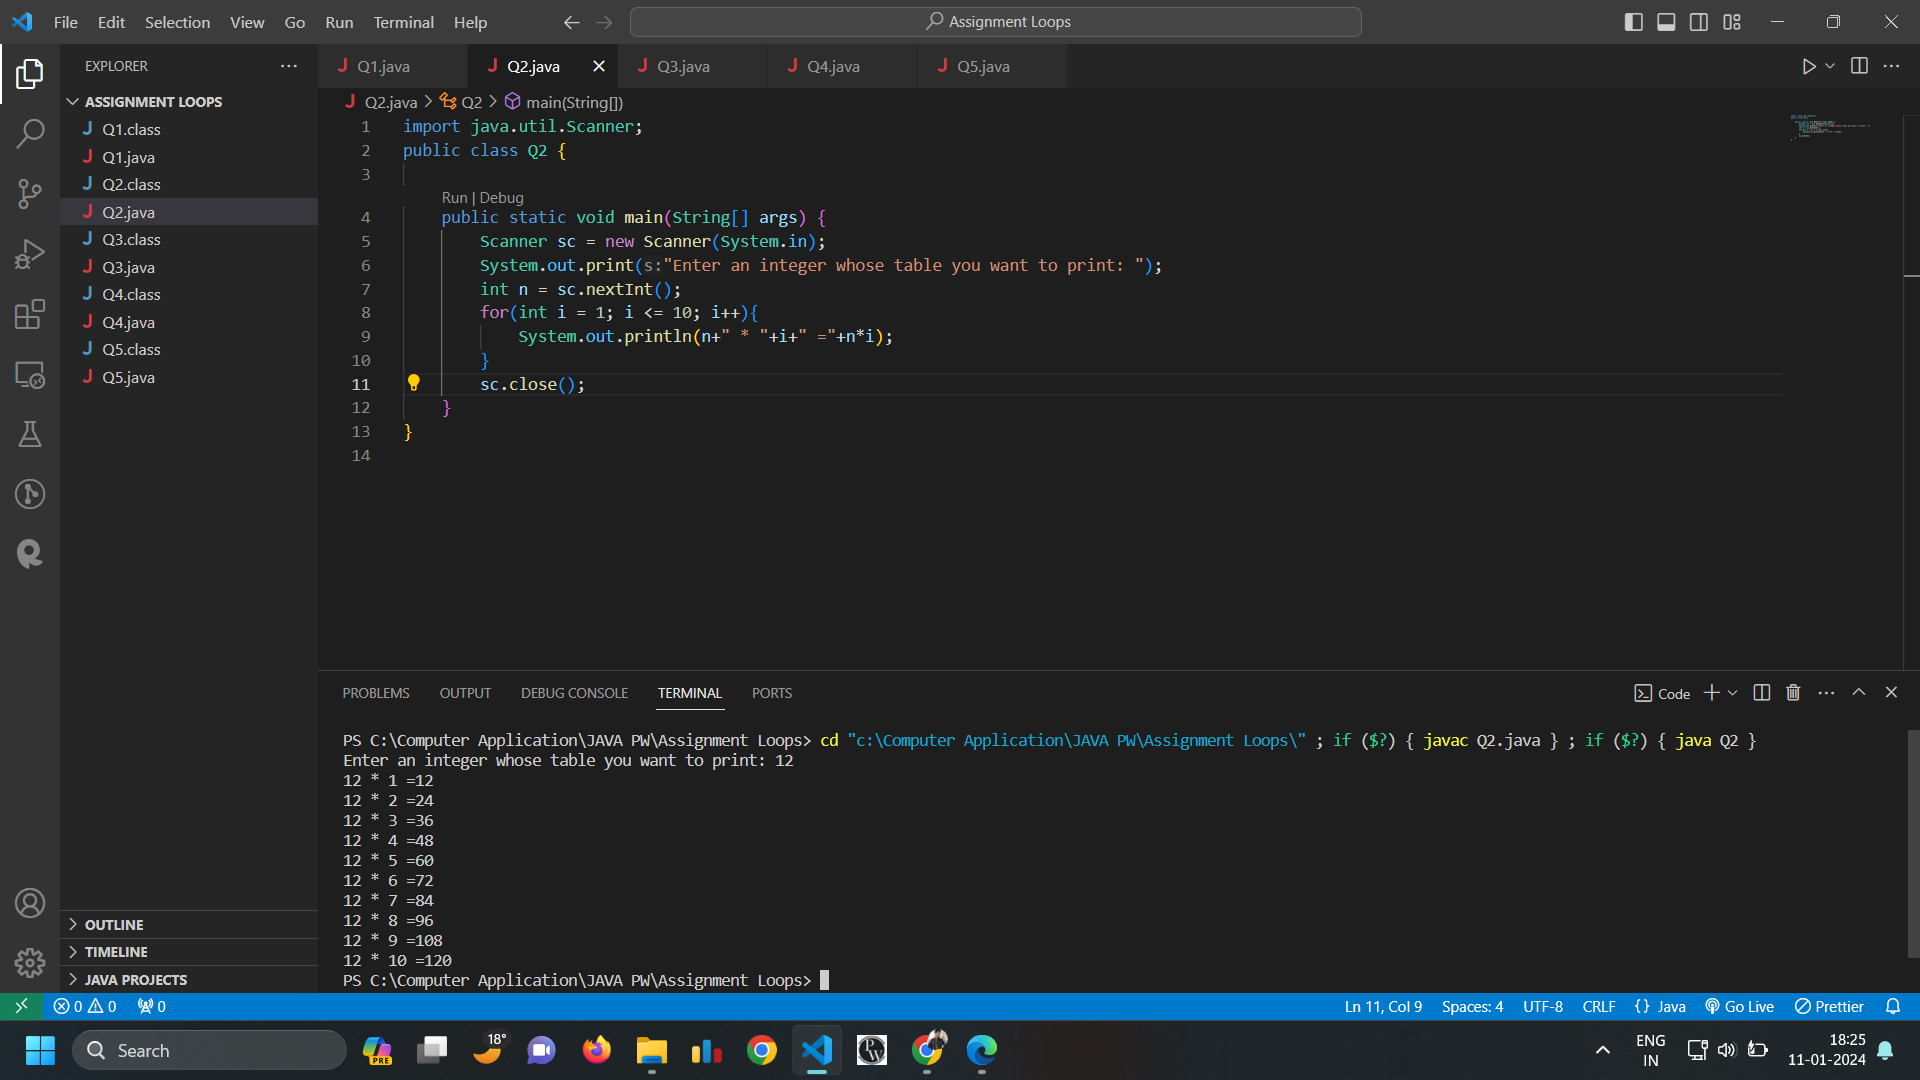 File Edit Selection View Go Run Terminal Help
Assignment Loops
EXPLORER
ASSIGNMENT LOOPS
J Q1.class
J Q1.java
J Q2.class
J Q2.java
J Q3.class
J Q3.java
J Q4.class
J Q4.java
J Q5.class
J Q5.java
OUTLINE
TIMELINE
JAVA PROJECTS
J Q1.java J Q2.java J Q3.java J Q4.java J Q5.java
J Q2.java > Q2 > main(String[])
1 import java.util.Scanner;
2 public class Q2 {
3
Run | Debug
4 public static void main(String[] args) {
5 Scanner sc = new Scanner(System.in);
6 System.out.print(s:"Enter an integer whose table you want to print: ");
7 int n = sc.nextInt();
8 for(int i = 1; i <= 10; i++){
9 System.out.println(n+" * "+i+" ="+n*i);
10 }
11 sc.close();
12 }
13 }
14
PROBLEMS OUTPUT DEBUG CONSOLE TERMINAL PORTS
Code
PS C:\Computer Application\JAVA PW\Assignment Loops> cd "c:\Computer Application\JAVA PW\Assignment Loops\" ; if ($?) { javac Q2.java } ; if ($?) { java Q2 }
Enter an integer whose table you want to print: 12
12 * 1 =12
12 * 2 =24
12 * 3 =36
12 * 4 =48
12 * 5 =60
12 * 6 =72
12 * 7 =84
12 * 8 =96
12 * 9 =108
12 * 10 =120
PS C:\Computer Application\JAVA PW\Assignment Loops>
0 0 0 Ln 11, Col 9 Spaces: 4 UTF-8 CRLF {} Java Go Live Prettier
Search
PRE
18°
PW
ENG
IN
18:25
11-01-2024